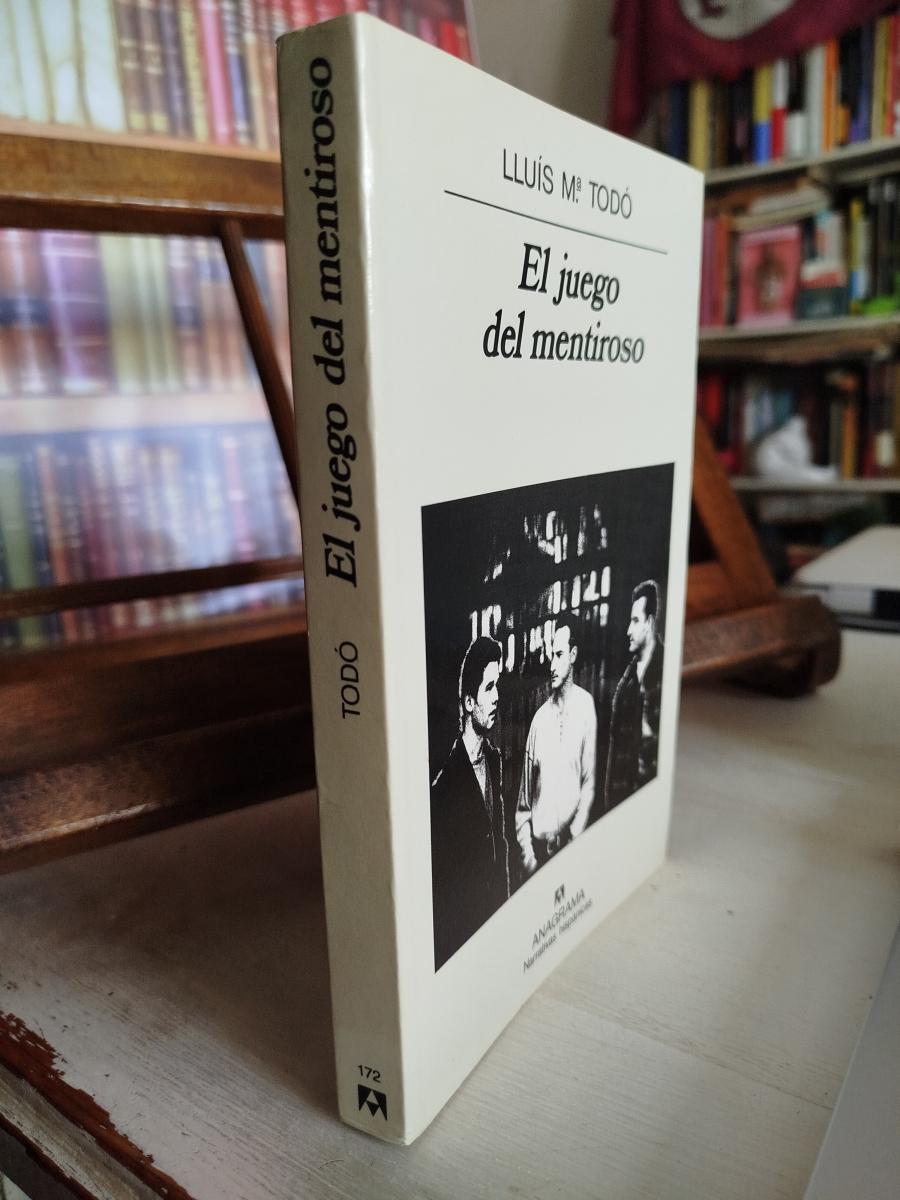 El juego del mentiroso
TODÓ
172
LLUÍS Mª TODÓ
El juego
del mentiroso
ANAGRAMA
Narrativas hispánicas